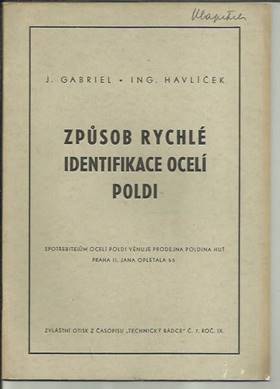 J. GABRIEL • ING. HAVLÍČEK
ZPŮSOB RYCHLÉ
IDENTIFIKACE OCELÍ
POLDI
SPOTŘEBITELŮM OCELÍ POLDI VĚNUJE PRODEJNA POLDINA HUŤ
PRAHA II, JANA OPLETALA 55
ZVLÁŠTNÍ OTISK Z ČASOPISU „TECHNICKÝ RÁDCE" Č. 7, ROČ. IX.